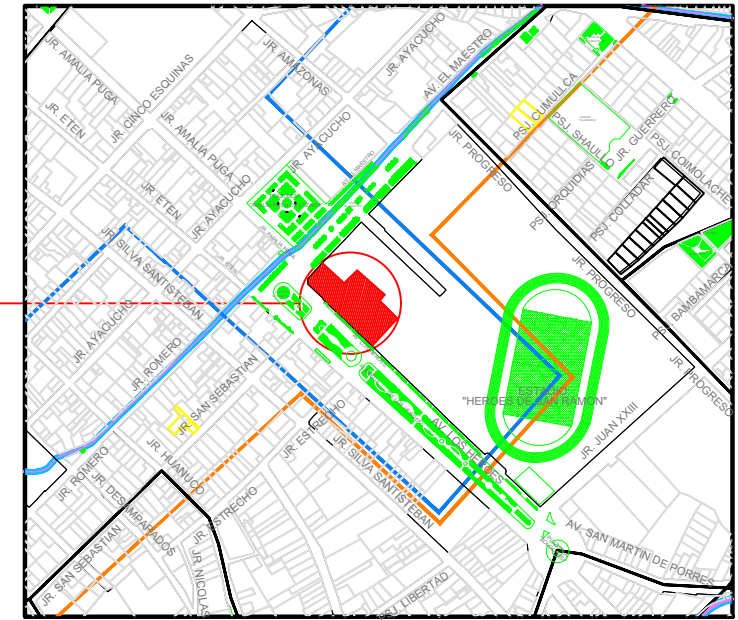 JR. AMALIA PUGA
JR. AMAZONAS
JR. AYACUCHO
AV. EL MAESTRO
JR. CINCO ESQUINAS
JR. ETEN
JR. AMALIA PUGA
JR. AYACUCHO
PSJ. CUMULLCA
PSJ. SHAULLO
JR. GUERRERO
PSJ. COIMOLACHE
JR. PROGRESO
JR. ETEN
JR. AYACUCHO
PSJ. ORQUIDIAS
PSJ. COLLADAR
JR. SILVA SANTISTEBAN
JR. PROGRESO
PSJ. BAMBAMARCA
JR. AYACUCHO
JR. ROMERO
JR. SAN SEBASTIAN
JR. PROGRESO
ESTADIO
"HEROES DE SAN RAMON"
JR. ESTRECHO
AV. LOS HEROES
JR. JUAN XXIII
JR. SILVA SANTISTEBAN
JR. ROMERO
JR. HUANUCO
JR. DESAMPARADOS
JR. ESTRECHO
AV. SAN MARTIN DE PORRES
JR. SAN SEBASTIAN
JR. NICOLAS
PSJ. LIBERTAD